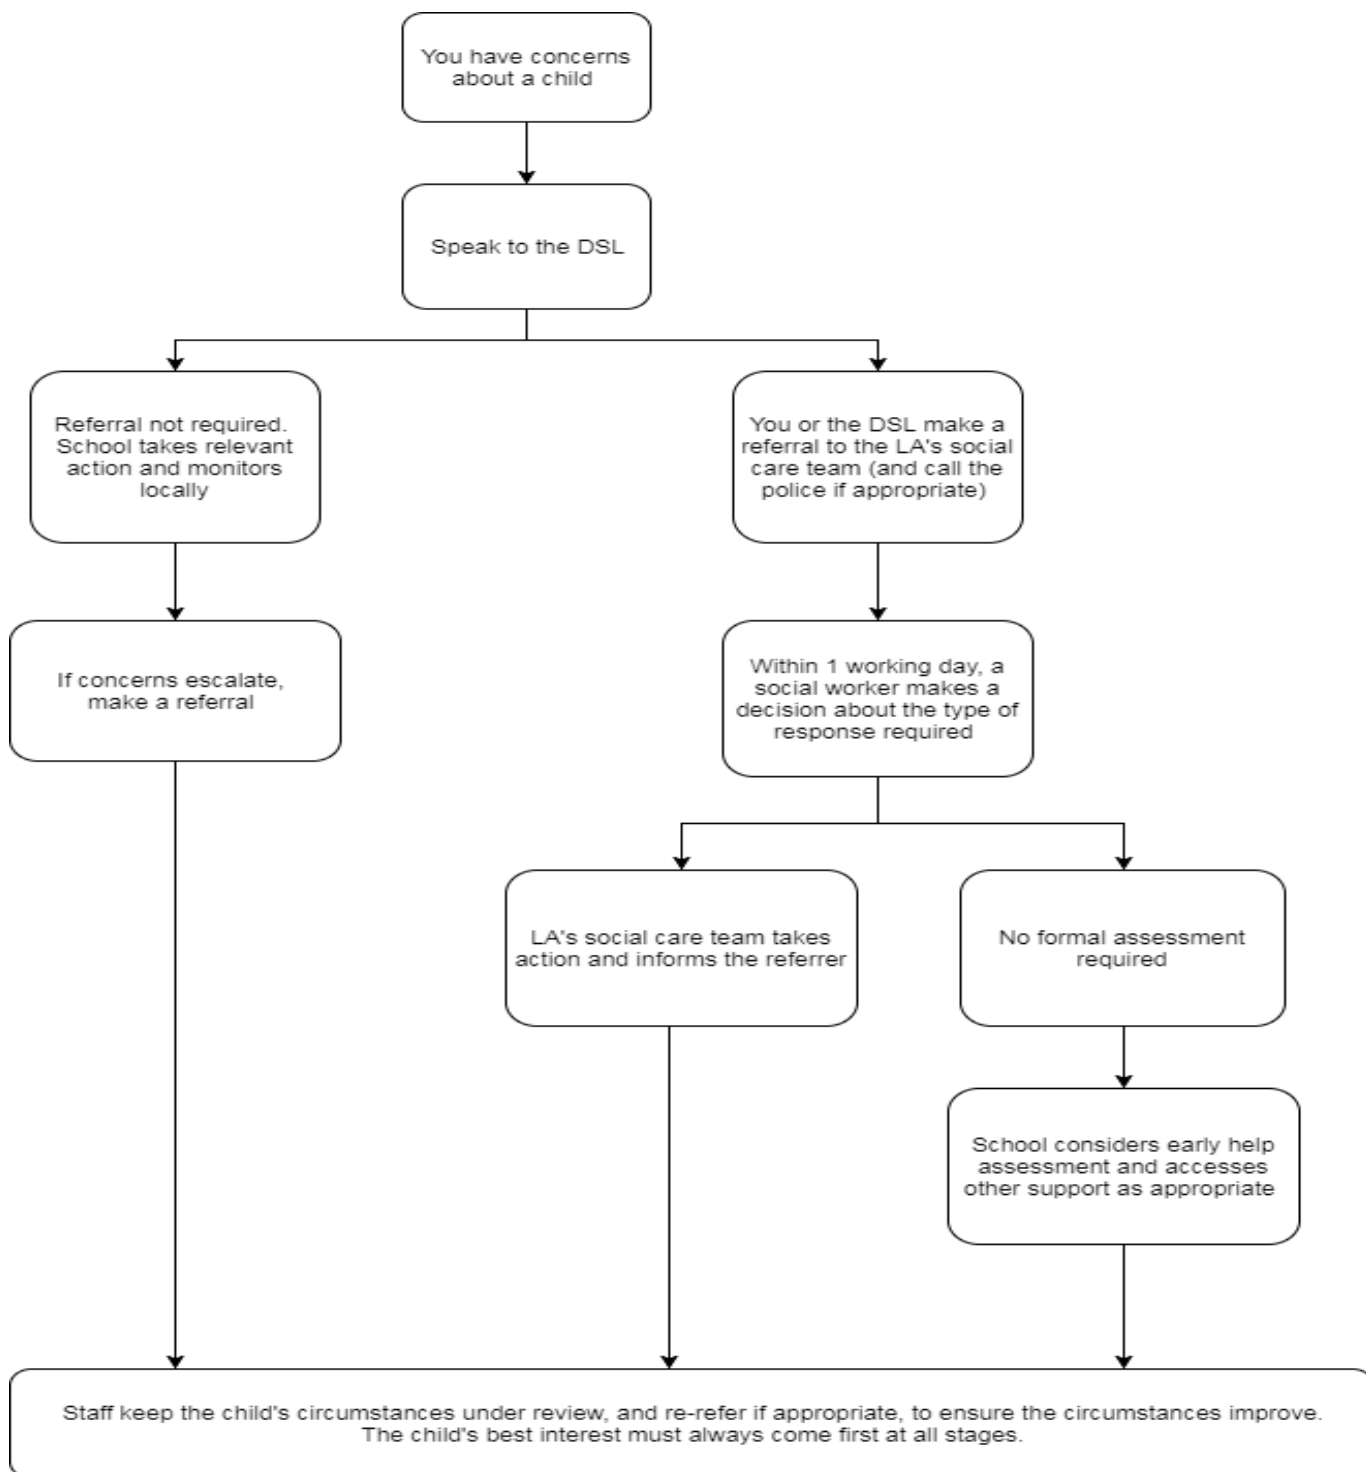 You have concerns
about a child
Speak to the DSL
Referral not required.
School takes relevant
action and monitors
locally
You or the DSL make a
referral to the LA's social
care team (and call the
police if appropriate)
If concerns escalate,
make a referral
Within 1 working day, a
social worker makes a
decision about the type of
response required
LA's social care team takes
action and informs the referrer
No formal assessment
required
School considers early help
assessment and accesses
other support as appropriate
Staff keep the child's circumstances under review, and re-refer if appropriate, to ensure the circumstances improve.
The child's best interest must always come first at all stages.